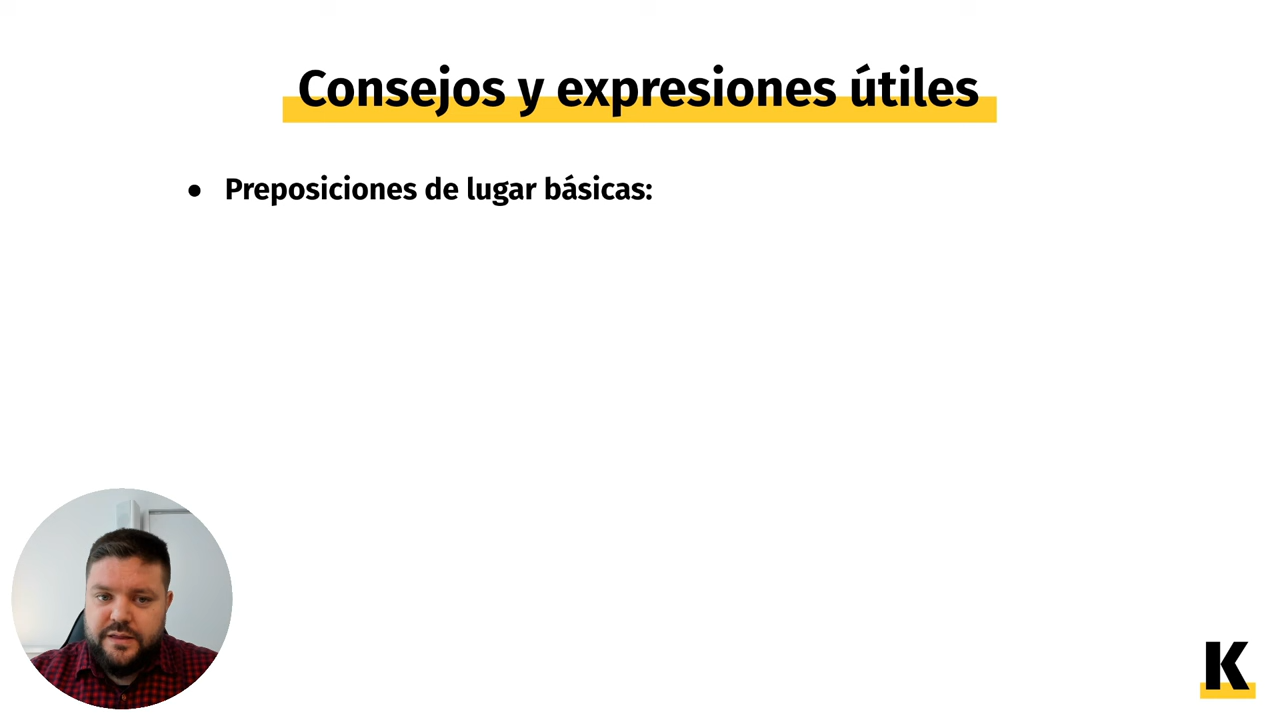 Consejos y expresiones útiles
● Preposiciones de lugar básicas:
K